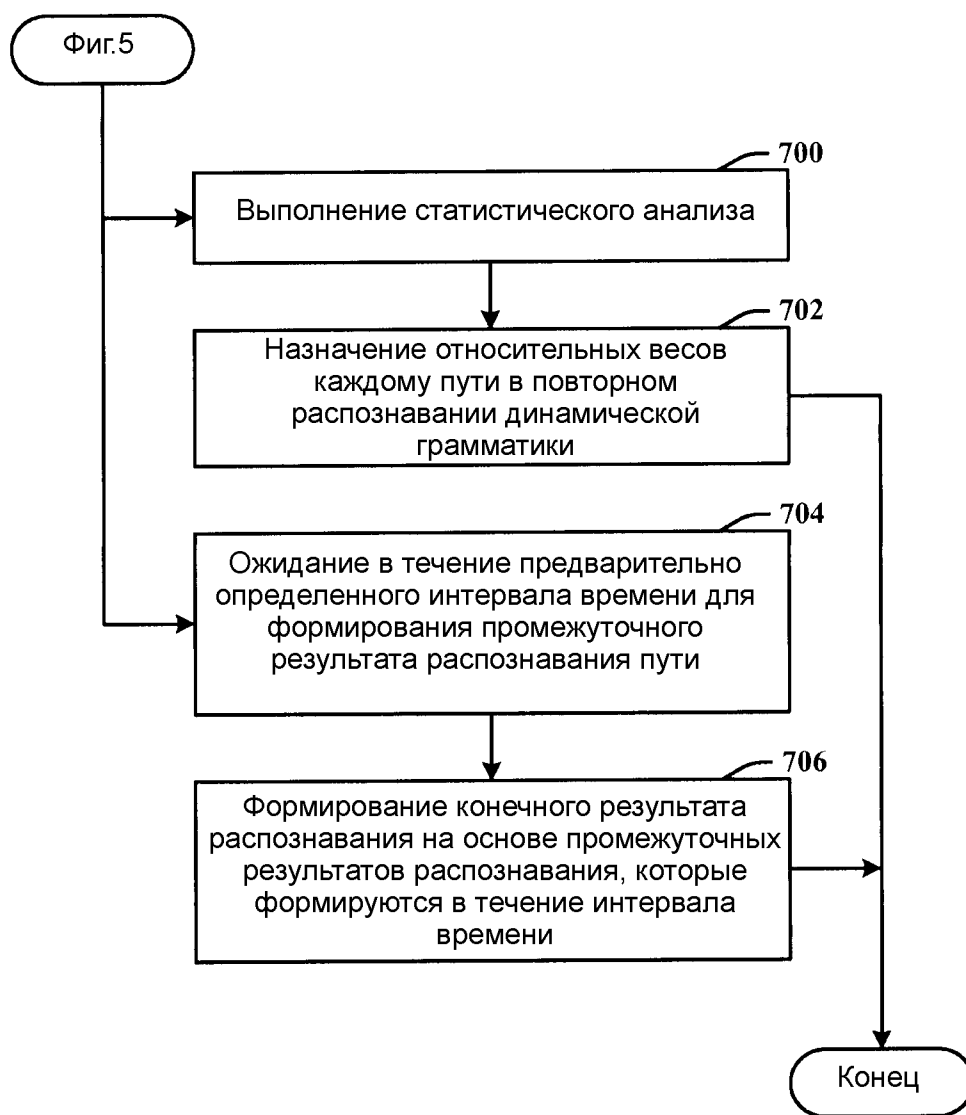 Фиг.5
700
Выполнение статистического анализа
702
Назначение относительных весов
каждому пути в повторном
распознавании динамической
грамматики
704
Ожидание в течение предварительно
определенного интервала времени для
формирования промежуточного
результата распознавания пути
706
Формирование конечного результата
распознавания на основе промежуточных
результатов распознавания, которые
формируются в течение интервала
времени
Конец